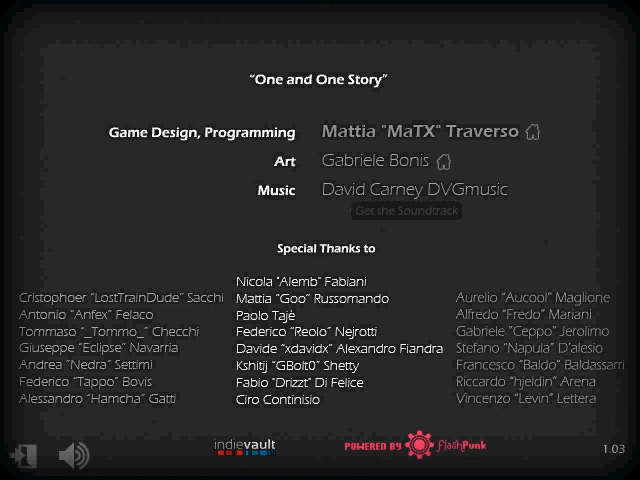 "One and One Story"
Game Design, Programming Mattia "MaTX" Traverso
Art Gabriele Bonis
Music David Carney DVGmusic
Get the Soundtrack
Special Thanks to
Cristophoer "LostTrainDude" Sacchi
Antonio "Anfex" Felaco
Tommaso "_Tommo_" Checchi
Giuseppe "Eclipse" Navarria
Andrea "Nedra" Settimi
Federico "Tappo" Bovis
Alessandro "Hamcha" Gatti
Nicola "Alemb" Fabiani
Mattia "Goo" Russomando
Paolo Tajè
Federico "Reolo" Nejrotti
Davide "xdavidx" Alexandro Fiandra
Kshitij "GBolt0" Shetty
Fabio "Drizzt" Di Felice
Ciro Continisio
Aurelio "Aucool" Maglione
Alfredo "Fredo" Mariani
Gabriele "Ceppo" Jerolimo
Stefano "Napula" D'alesio
Francesco "Baldo" Baldassarri
Riccardo "hjeldin" Arena
Vincenzo "Levin" Lettera
indievault
POWERED BY FlashPunk
1.03